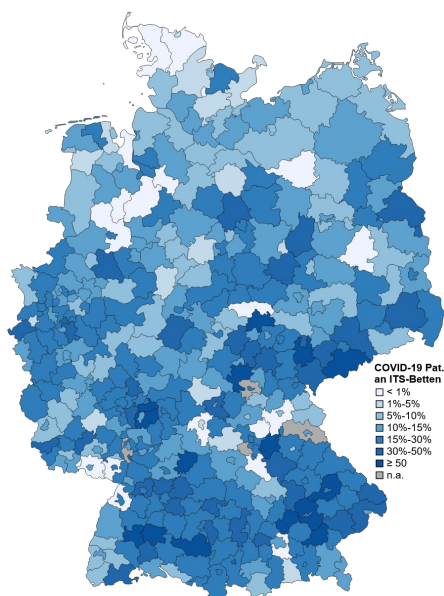 COVID-19 Pat.
an ITS-Betten
< 1%
1%-5%
5%-10%
10%-15%
15%-30%
30%-50%
≥ 50
n.a.